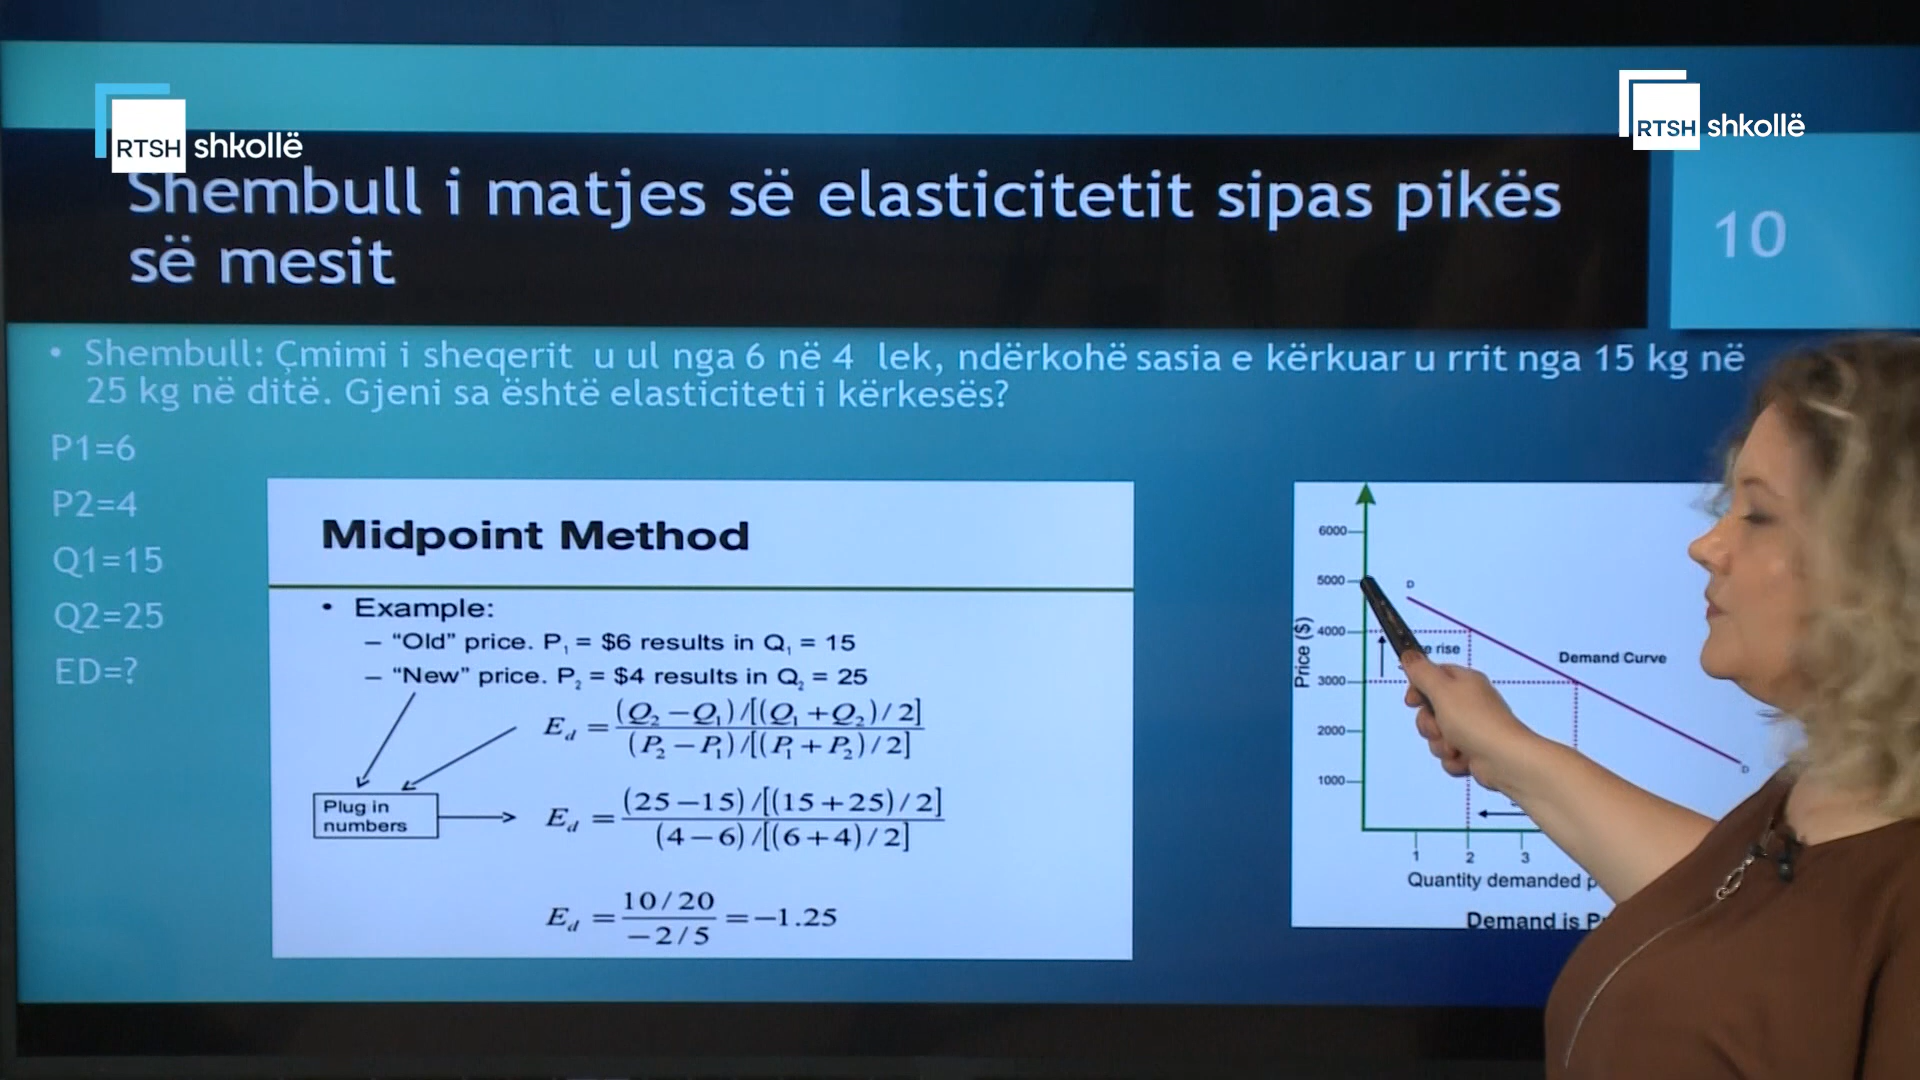 RTSH shkollë
RTSH shkollë
Shembull i matjes së elasticitetit sipas pikës
së mesit
10
• Shembull: Çmimi i sheqerit u ul nga 6 në 4 lek, ndërkohë sasia e kërkuar u rrit nga 15 kg në
25 kg në ditë. Gjeni sa është elasticiteti i kërkesës?
P1=6
P2=4
Q1=15
Q2=25
ED=?
Midpoint Method
• Example:
– "Old" price. P₁ = $6 results in Q₁ = 15
– "New" price. P₂ = $4 results in Q₂ = 25
E_d = (Q₂ − Q₁)/[(Q₁ + Q₂)/2]
(P₂ − P₁)/[(P₁ + P₂)/2]
Plug in
numbers
E_d = (25−15)/[(15+25)/2]
(4−6)/[(6+4)/2]
E_d = 10/20 = −1.25
−2/5
Price ($)
6000
5000
4000
3000
2000
1000
D
rise
Demand Curve
D
1 2 3
Quantity demanded
Demand is